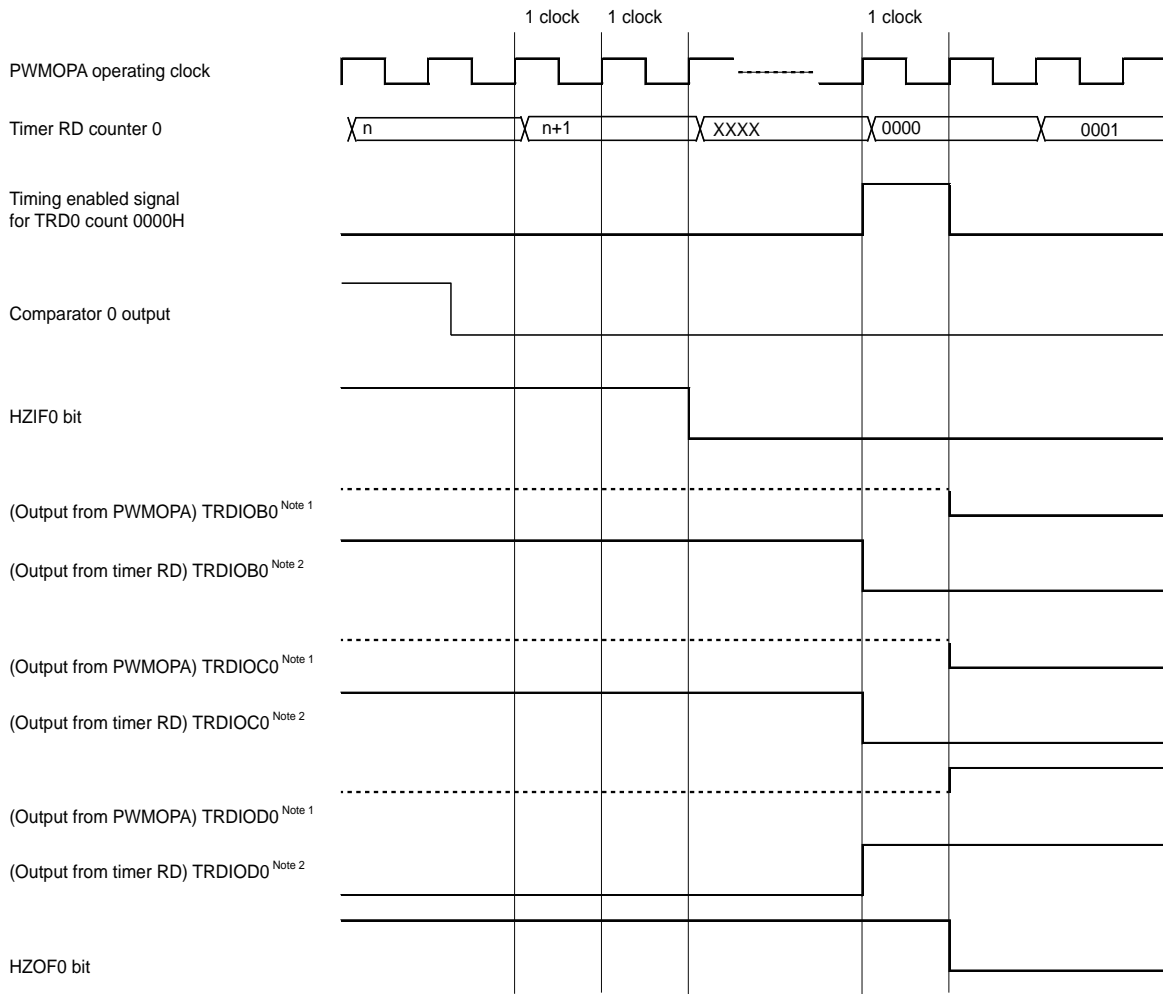 1 clock 1 clock 1 clock
PWMOPA operating clock
Timer RD counter 0 n n+1 XXXX 0000 0001
Timing enabled signal
for TRD0 count 0000H
Comparator 0 output
HZIF0 bit
(Output from PWMOPA) TRDIOB0 Note 1
(Output from timer RD) TRDIOB0 Note 2
(Output from PWMOPA) TRDIOC0 Note 1
(Output from timer RD) TRDIOC0 Note 2
(Output from PWMOPA) TRDIOD0 Note 1
(Output from timer RD) TRDIOD0 Note 2
HZOF0 bit